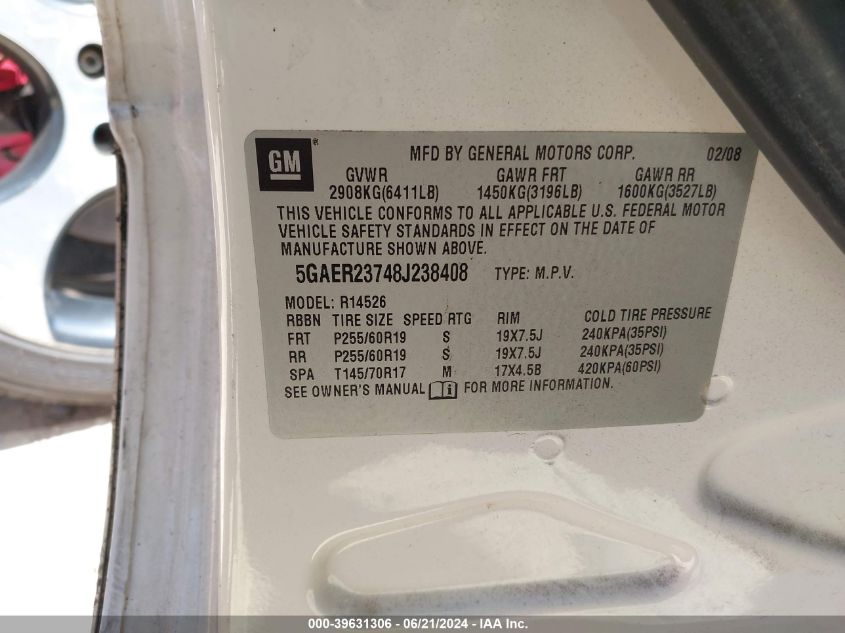 GM
MFD BY GENERAL MOTORS CORP. 02/08
GVWR GAWR FRT GAWR RR
2908KG(6411LB) 1450KG(3196LB) 1600KG(3527LB)
THIS VEHICLE CONFORMS TO ALL APPLICABLE U.S. FEDERAL MOTOR
VEHICLE SAFETY STANDARDS IN EFFECT ON THE DATE OF
MANUFACTURE SHOWN ABOVE.
5GAER23748J238408 TYPE: M.P.V.
MODEL: R14526
RBBN TIRE SIZE SPEED RTG RIM COLD TIRE PRESSURE
FRT P255/60R19 S 19X7.5J 240KPA(35PSI)
RR P255/60R19 S 19X7.5J 240KPA(35PSI)
SPA T145/70R17 M 17X4.5B 420KPA(60PSI)
SEE OWNER'S MANUAL i FOR MORE INFORMATION.
000-39631306 - 06/21/2024 - IAA Inc.